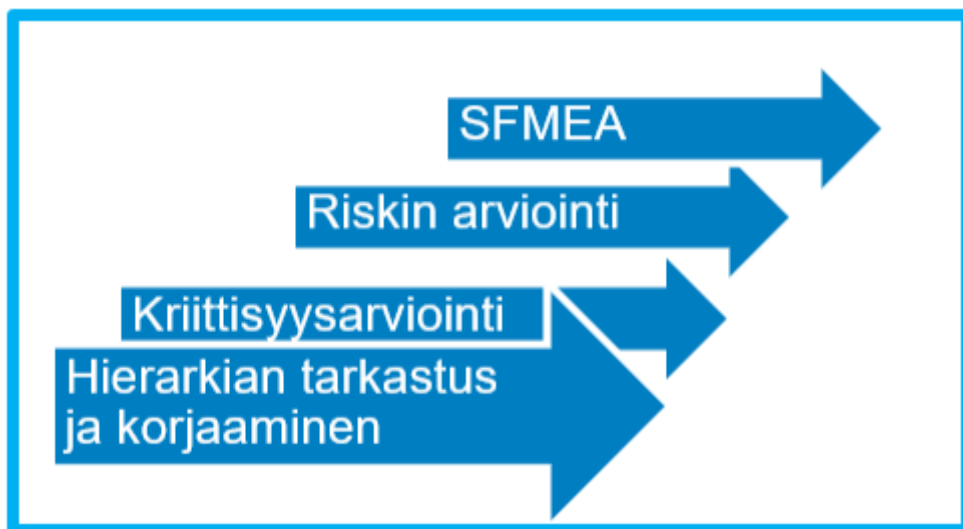 SFMEA
Riskin arviointi
Kriittisyysarviointi
Hierarkian tarkastus
ja korjaaminen